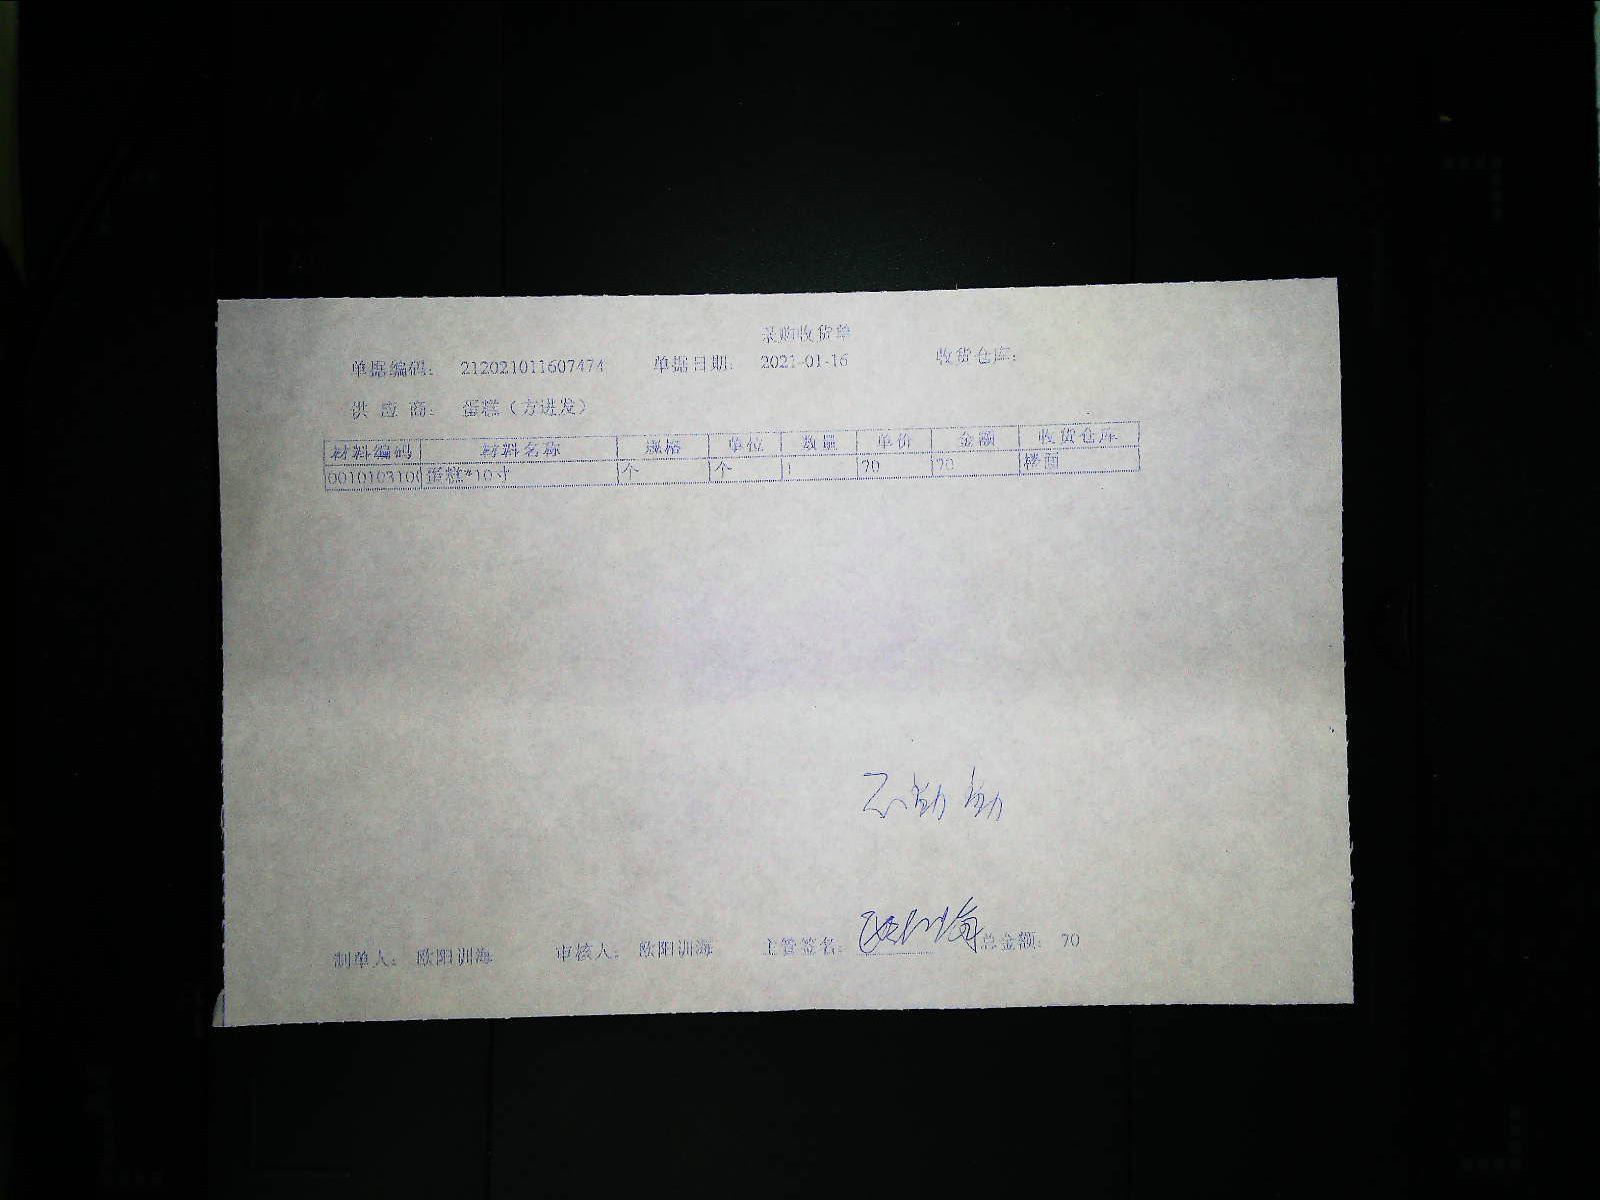 采购收货单
单据编码： 212021011607474 单据日期： 2021-01-16 收货仓库：
供 应 商： 蛋糕（方进发）
材料编码 材料名称 规格 单位 数量 单价 金额 收货仓库
0010103100 蛋糕*10寸 个 个 1 70 70 楼面
制单人： 欧阳训海 审核人： 欧阳训海 主管签名： 总金额： 70